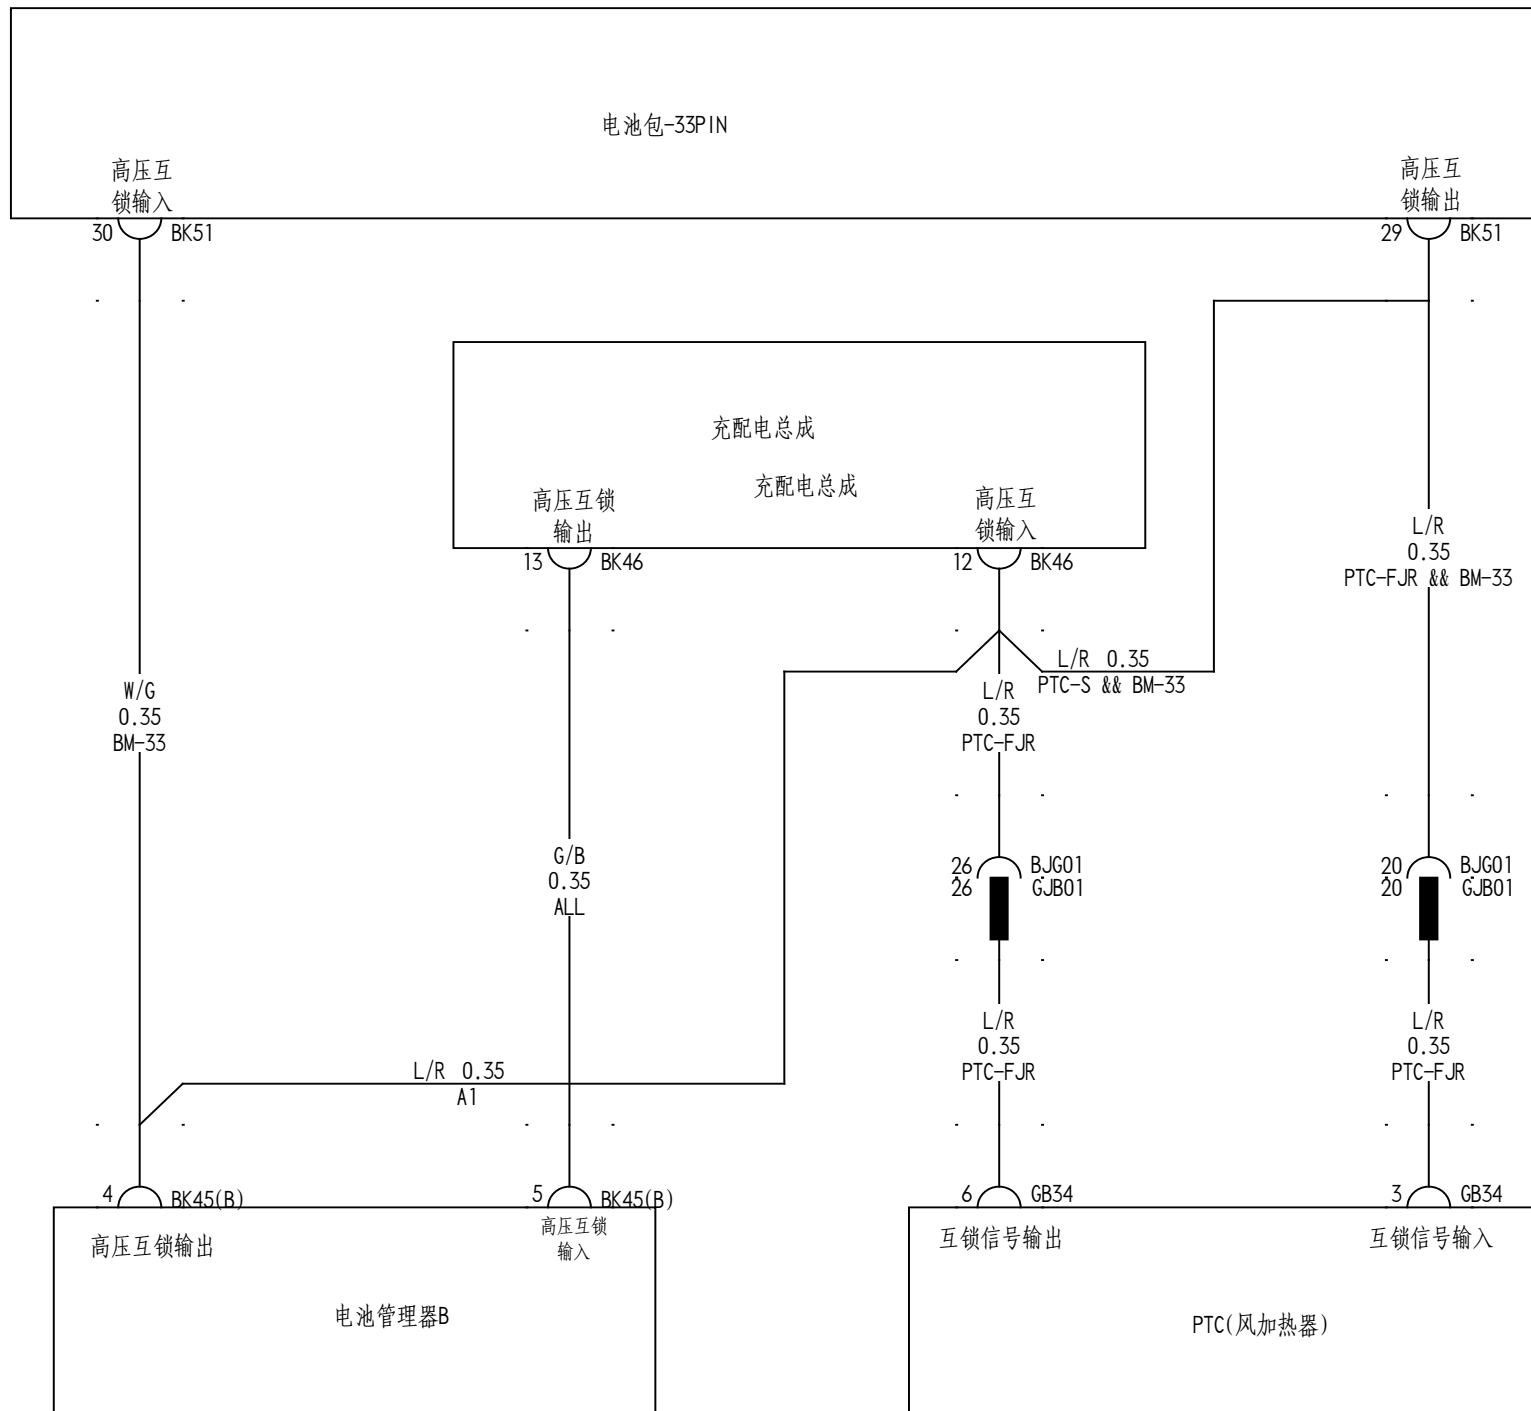 电池包-33PIN
高压互
锁输入
高压互
锁输出
30 BK51
29 BK51
充配电总成
充配电总成
高压互锁
输出
高压互
锁输入
13 BK46
12 BK46
L/R
0.35
PTC-FJR && BM-33
L/R 0.35
PTC-S && BM-33
W/G
0.35
BM-33
L/R
0.35
PTC-FJR
G/B
0.35
ALL
26 BJG01
26 GJB01
20 BJG01
20 GJB01
L/R
0.35
PTC-FJR
L/R
0.35
PTC-FJR
L/R 0.35
A1
4 BK45(B)
5 BK45(B)
6 GB34
3 GB34
高压互锁输出
高压互锁
输入
互锁信号输出
互锁信号输入
电池管理器B
PTC(风加热器)